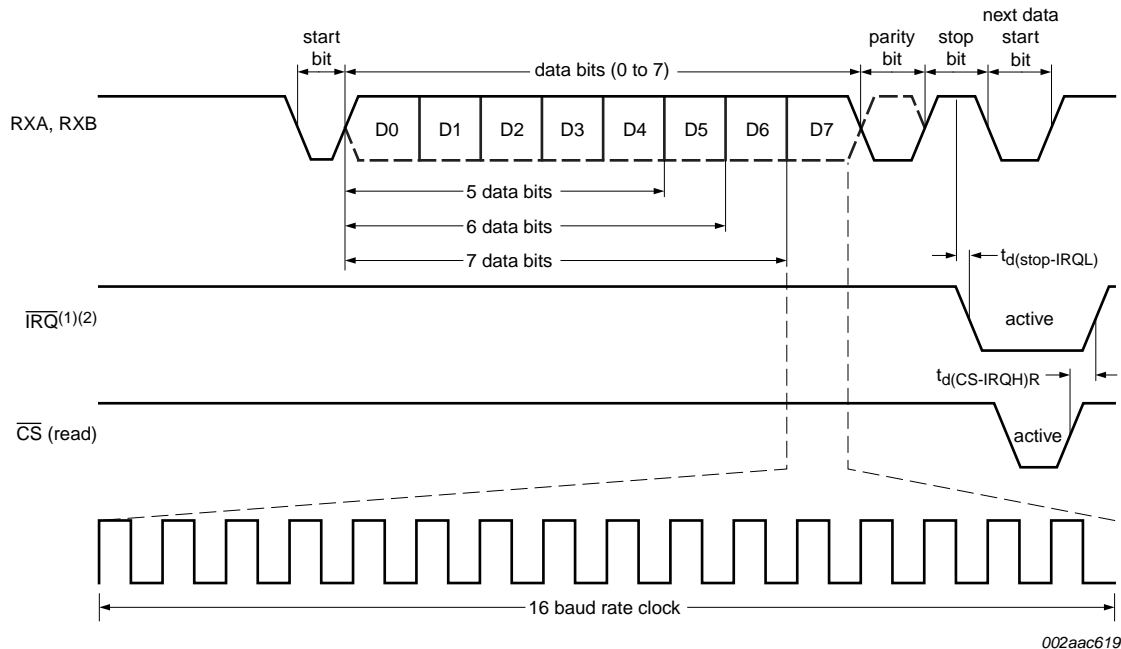 next data
start bit
parity bit
stop bit
start bit
data bits (0 to 7)
RXA, RXB
D0 D1 D2 D3 D4 D5 D6 D7
5 data bits
6 data bits
7 data bits
td(stop-IRQL)
IRQ(1)(2)
active
td(CS-IRQH)R
CS (read)
active
16 baud rate clock
002aac619